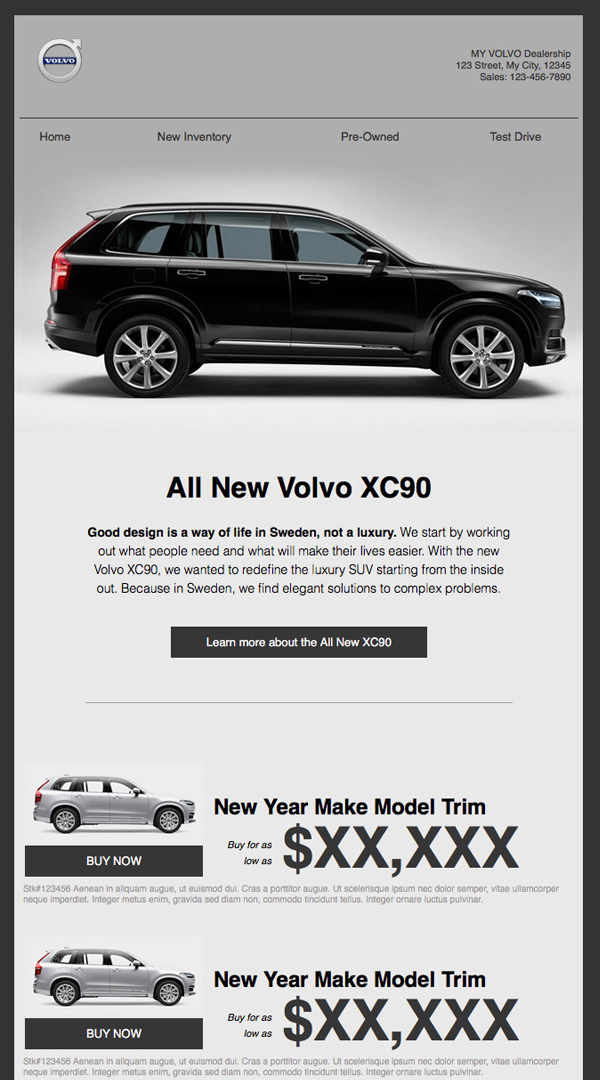 VOLVO
MY VOLVO Dealership
123 Street, My City, 12345
Sales: 123-456-7890
Home
New Inventory
Pre-Owned
Test Drive
All New Volvo XC90
Good design is a way of life in Sweden, not a luxury. We start by working
out what people need and what will make their lives easier. With the new
Volvo XC90, we wanted to redefine the luxury SUV starting from the inside
out. Because in Sweden, we find elegant solutions to complex problems.
Learn more about the All New XC90
New Year Make Model Trim
Buy for as
low as
$XX,XXX
BUY NOW
Stk#123456 Aenean in aliquam augue, ut euismod dui. Cras a porttitor augue. Ut scelerisque ipsum nec dolor semper, vitae ullamcorper
neque imperdiet. Integer metus enim, gravida sed diam non, commodo tincidunt tellus. Integer ornare luctus pulvinar.
New Year Make Model Trim
Buy for as
low as
$XX,XXX
BUY NOW
Stk#123456 Aenean in aliquam augue, ut euismod dui. Cras a porttitor augue. Ut scelerisque ipsum nec dolor semper, vitae ullamcorper
neque imperdiet. Integer metus enim, gravida sed diam non, commodo tincidunt tellus. Integer ornare luctus pulvinar.